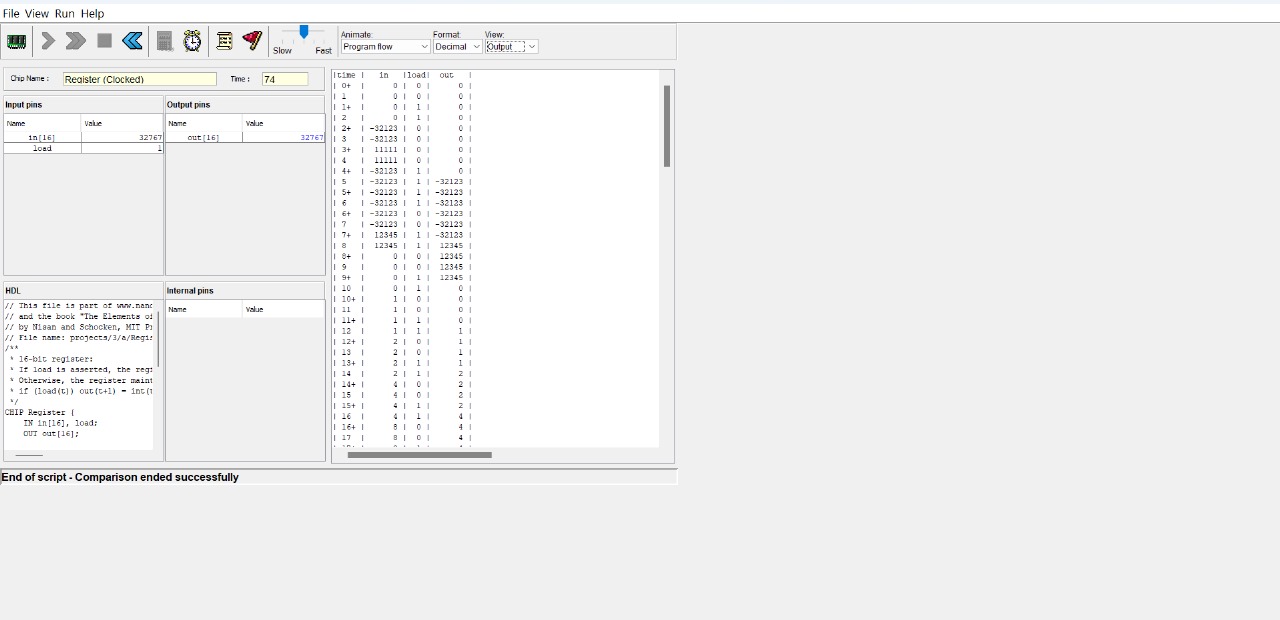 File View Run Help
Animate: Format: View:
Slow Fast Program flow Decimal Output
Chip Name : Register (Clocked) Time : 74
Input pins Output pins
Name Value Name Value
in[16] 32767 out[16] 32767
load 1
HDL Internal pins
Name Value
// This file is part of www.nand
// and the book "The Elements of
// by Nisan and Schocken, MIT Pr
// File name: projects/3/a/Regis
/**
* 16-bit register:
* If load is asserted, the regi
* Otherwise, the register maint
* if (load(t)) out(t+1) = int(t
*/
CHIP Register {
IN in[16], load;
OUT out[16];
|time | in |load| out |
| 0+ | 0 | 0 | 0 |
| 1 | 0 | 0 | 0 |
| 1+ | 0 | 1 | 0 |
| 2 | 0 | 1 | 0 |
| 2+ | -32123 | 0 | 0 |
| 3 | -32123 | 0 | 0 |
| 3+ | 11111 | 0 | 0 |
| 4 | 11111 | 0 | 0 |
| 4+ | -32123 | 1 | 0 |
| 5 | -32123 | 1 | -32123 |
| 5+ | -32123 | 1 | -32123 |
| 6 | -32123 | 1 | -32123 |
| 6+ | -32123 | 0 | -32123 |
| 7 | -32123 | 0 | -32123 |
| 7+ | 12345 | 1 | -32123 |
| 8 | 12345 | 1 | 12345 |
| 8+ | 0 | 0 | 12345 |
| 9 | 0 | 0 | 12345 |
| 9+ | 0 | 1 | 12345 |
| 10 | 0 | 1 | 0 |
| 10+ | 1 | 0 | 0 |
| 11 | 1 | 0 | 0 |
| 11+ | 1 | 1 | 0 |
| 12 | 1 | 1 | 1 |
| 12+ | 2 | 0 | 1 |
| 13 | 2 | 0 | 1 |
| 13+ | 2 | 1 | 1 |
| 14 | 2 | 1 | 2 |
| 14+ | 4 | 0 | 2 |
| 15 | 4 | 0 | 2 |
| 15+ | 4 | 1 | 2 |
| 16 | 4 | 1 | 4 |
| 16+ | 8 | 0 | 4 |
| 17 | 8 | 0 | 4 |
End of script - Comparison ended successfully